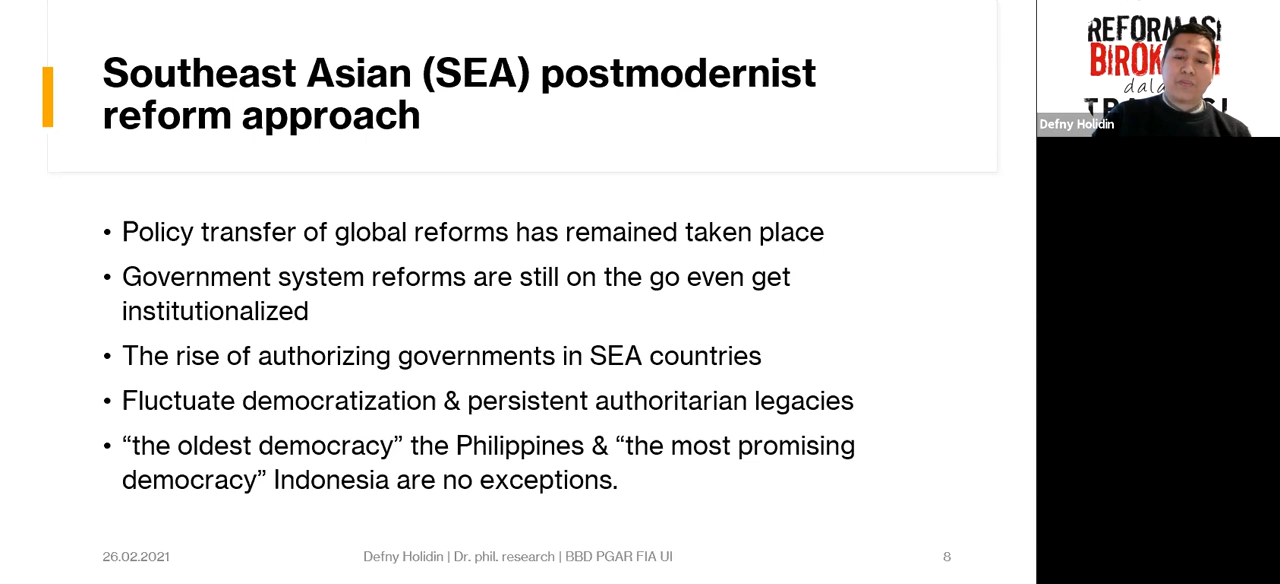 Southeast Asian (SEA) postmodernist
reform approach
• Policy transfer of global reforms has remained taken place
• Government system reforms are still on the go even get
institutionalized
• The rise of authorizing governments in SEA countries
• Fluctuate democratization & persistent authoritarian legacies
• “the oldest democracy” the Philippines & “the most promising
democracy” Indonesia are no exceptions.
26.02.2021
Defny Holidin | Dr. phil. research | BBD PGAR FIA UI
8
REFORMASI
dala
Defny Holidin